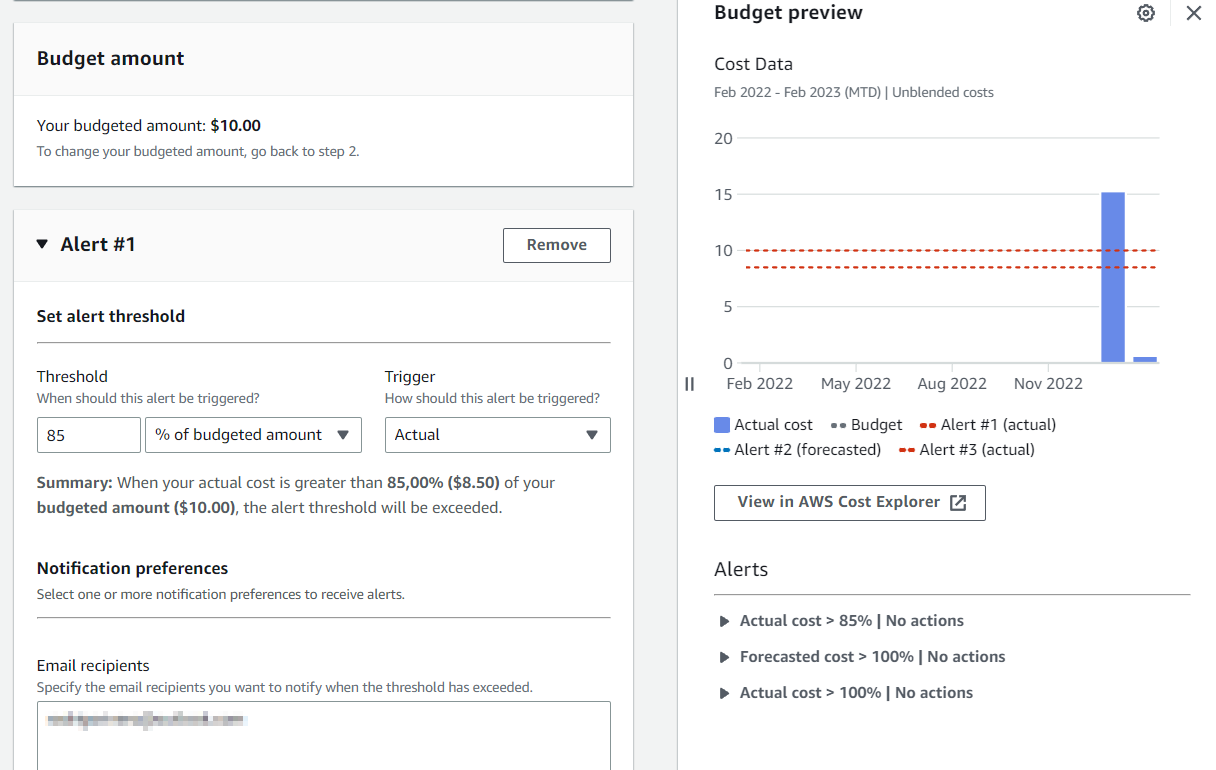 Budget amount
Your budgeted amount: $10.00
To change your budgeted amount, go back to step 2.
Alert #1
Remove
Set alert threshold
Threshold
When should this alert be triggered?
85
% of budgeted amount
Trigger
How should this alert be triggered?
Actual
Summary: When your actual cost is greater than 85,00% ($8.50) of your
budgeted amount ($10.00), the alert threshold will be exceeded.
Notification preferences
Select one or more notification preferences to receive alerts.
Email recipients
Specify the email recipients you want to notify when the threshold has exceeded.
Budget preview
Cost Data
Feb 2022 - Feb 2023 (MTD) | Unblended costs
20
15
10
5
0
Feb 2022 May 2022 Aug 2022 Nov 2022
Actual cost Budget Alert #1 (actual)
Alert #2 (forecasted) Alert #3 (actual)
View in AWS Cost Explorer
Alerts
Actual cost > 85% | No actions
Forecasted cost > 100% | No actions
Actual cost > 100% | No actions